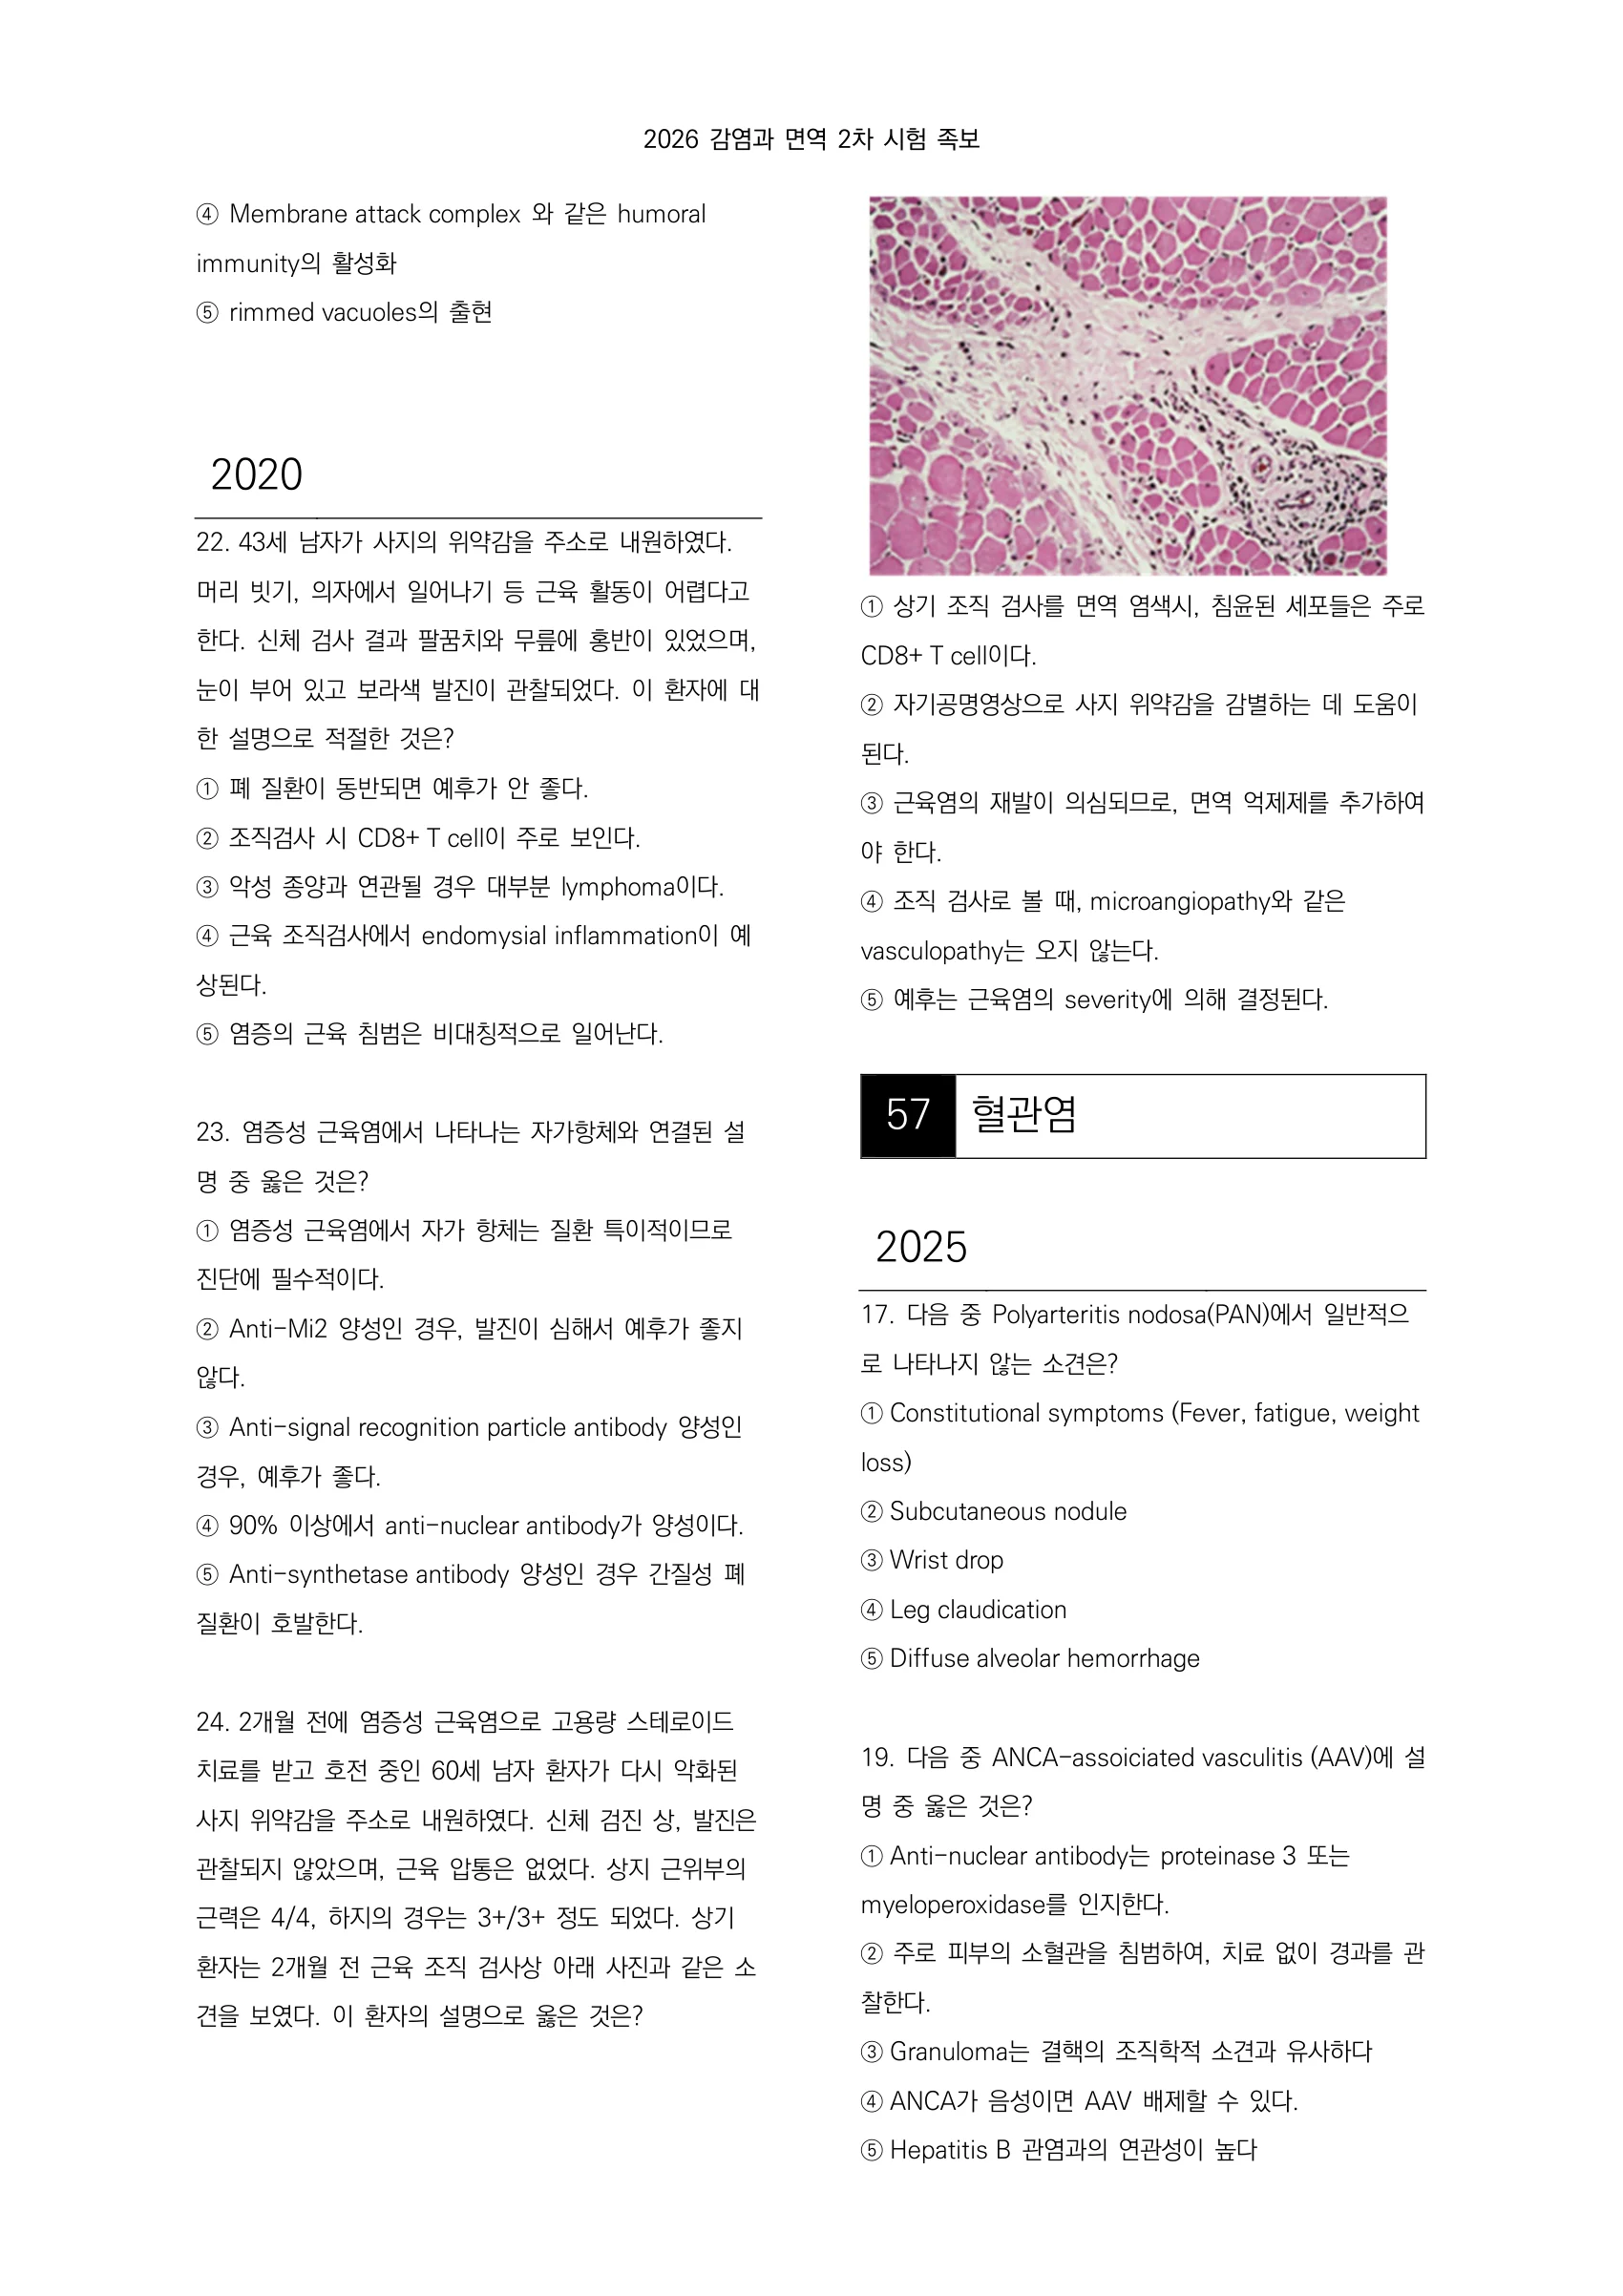 2026 감염과 면역 2차 시험 족보
④ Membrane attack complex 와 같은 humoral
immunity의 활성화
⑤ rimmed vacuoles의 출현
2020
22. 43세 남자가 사지의 위약감을 주소로 내원하였다.
머리 빗기, 의자에서 일어나기 등 근육 활동이 어렵다고
한다. 신체 검사 결과 팔꿈치와 무릎에 홍반이 있었으며,
눈이 부어 있고 보라색 발진이 관찰되었다. 이 환자에 대
한 설명으로 적절한 것은?
① 폐 질환이 동반되면 예후가 안 좋다.
② 조직검사 시 CD8+ T cell이 주로 보인다.
③ 악성 종양과 연관될 경우 대부분 lymphoma이다.
④ 근육 조직검사에서 endomysial inflammation이 예
상된다.
⑤ 염증의 근육 침범은 비대칭적으로 일어난다.
23. 염증성 근육염에서 나타나는 자가항체와 연결된 설
명 중 옳은 것은?
① 염증성 근육염에서 자가 항체는 질환 특이적이므로
진단에 필수적이다.
② Anti-Mi2 양성인 경우, 발진이 심해서 예후가 좋지
않다.
③ Anti-signal recognition particle antibody 양성인
경우, 예후가 좋다.
④ 90% 이상에서 anti-nuclear antibody가 양성이다.
⑤ Anti-synthetase antibody 양성인 경우 간질성 폐
질환이 호발한다.
24. 2개월 전에 염증성 근육염으로 고용량 스테로이드
치료를 받고 호전 중인 60세 남자 환자가 다시 악화된
사지 위약감을 주소로 내원하였다. 신체 검진 상, 발진은
관찰되지 않았으며, 근육 압통은 없었다. 상지 근위부의
근력은 4/4, 하지의 경우는 3+/3+ 정도 되었다. 상기
환자는 2개월 전 근육 조직 검사상 아래 사진과 같은 소
견을 보였다. 이 환자의 설명으로 옳은 것은?
① 상기 조직 검사를 면역 염색시, 침윤된 세포들은 주로
CD8+ T cell이다.
② 자기공명영상으로 사지 위약감을 감별하는 데 도움이
된다.
③ 근육염의 재발이 의심되므로, 면역 억제제를 추가하여
야 한다.
④ 조직 검사로 볼 때, microangiopathy와 같은
vasculopathy는 오지 않는다.
⑤ 예후는 근육염의 severity에 의해 결정된다.
57 혈관염
2025
17. 다음 중 Polyarteritis nodosa(PAN)에서 일반적으
로 나타나지 않는 소견은?
① Constitutional symptoms (Fever, fatigue, weight
loss)
② Subcutaneous nodule
③ Wrist drop
④ Leg claudication
⑤ Diffuse alveolar hemorrhage
19. 다음 중 ANCA-assoiciated vasculitis (AAV)에 설
명 중 옳은 것은?
① Anti-nuclear antibody는 proteinase 3 또는
myeloperoxidase를 인지한다.
② 주로 피부의 소혈관을 침범하여, 치료 없이 경과를 관
찰한다.
③ Granuloma는 결핵의 조직학적 소견과 유사하다
④ ANCA가 음성이면 AAV 배제할 수 있다.
⑤ Hepatitis B 관염과의 연관성이 높다